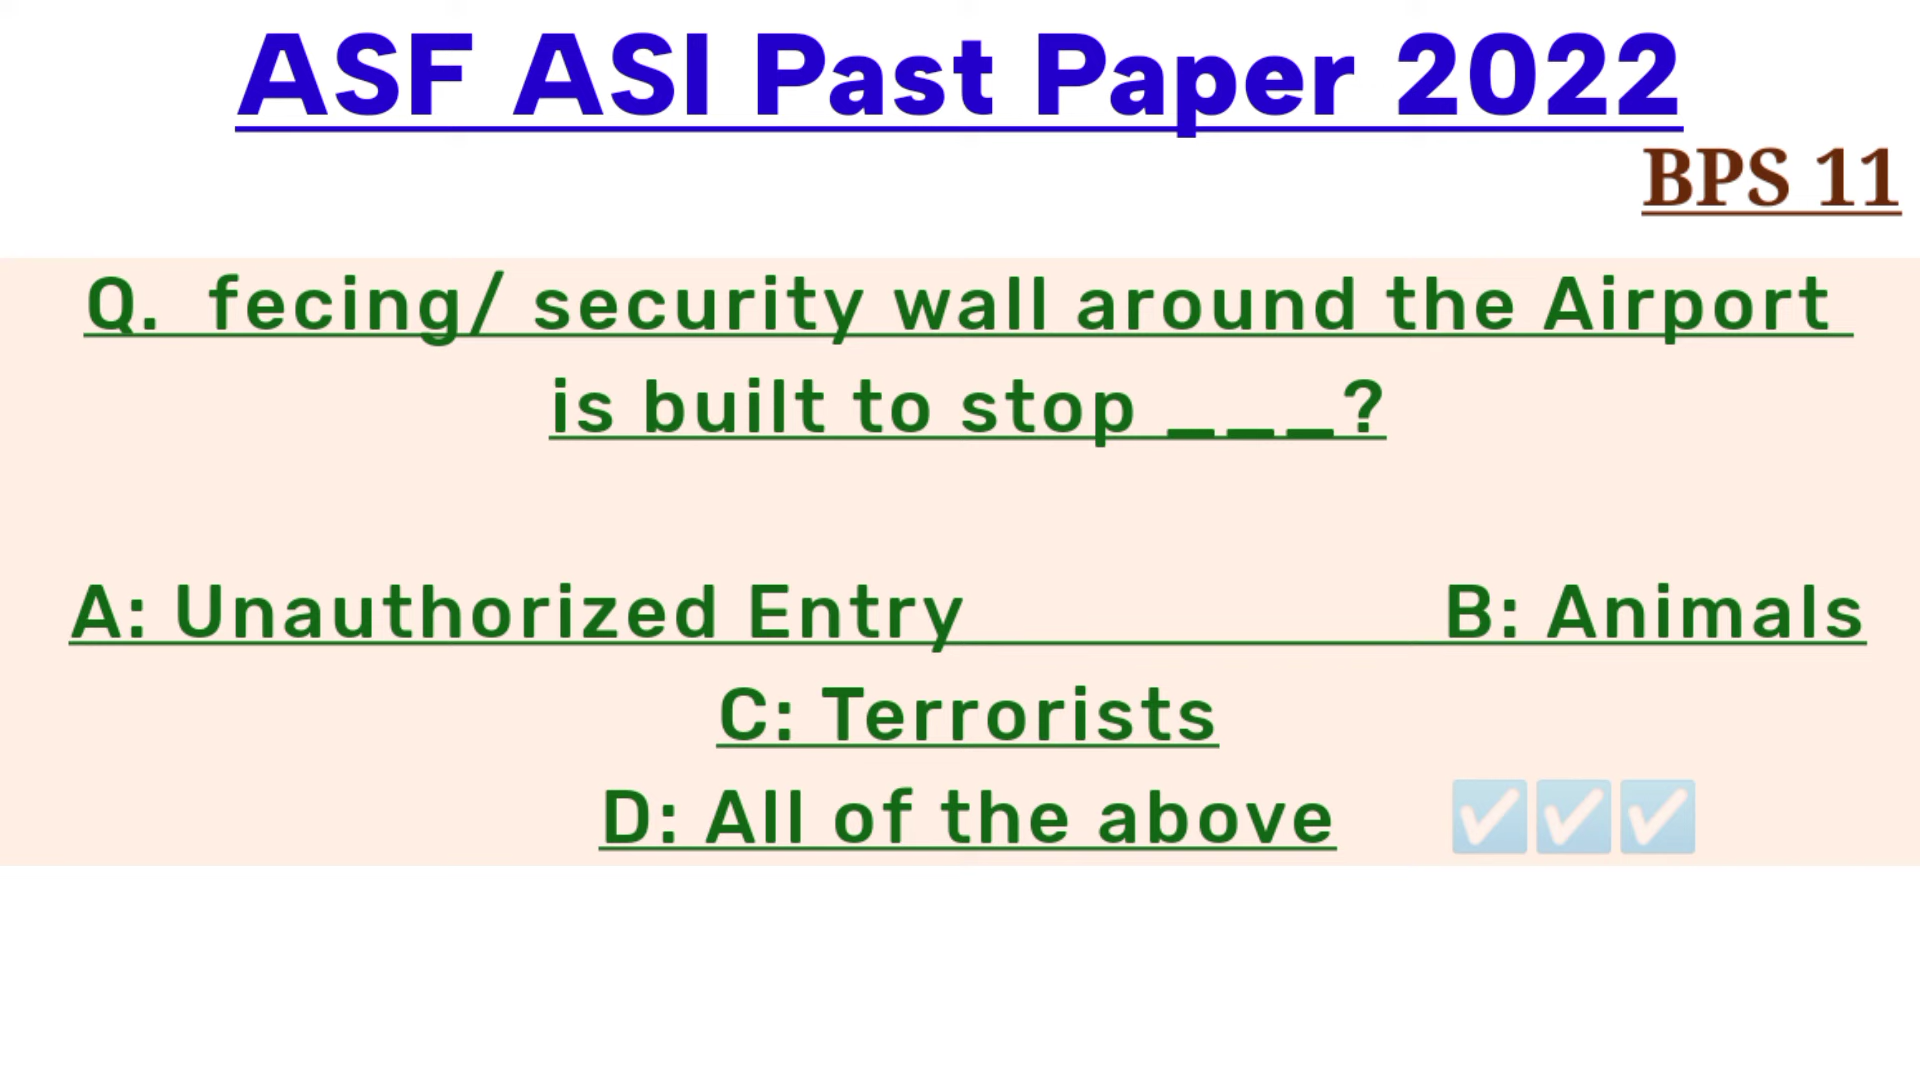 ASF ASI Past Paper 2022
BPS 11
Q. fecing/ security wall around the Airport
is built to stop ___?
A: Unauthorized Entry B: Animals
C: Terrorists
D: All of the above ☑☑☑